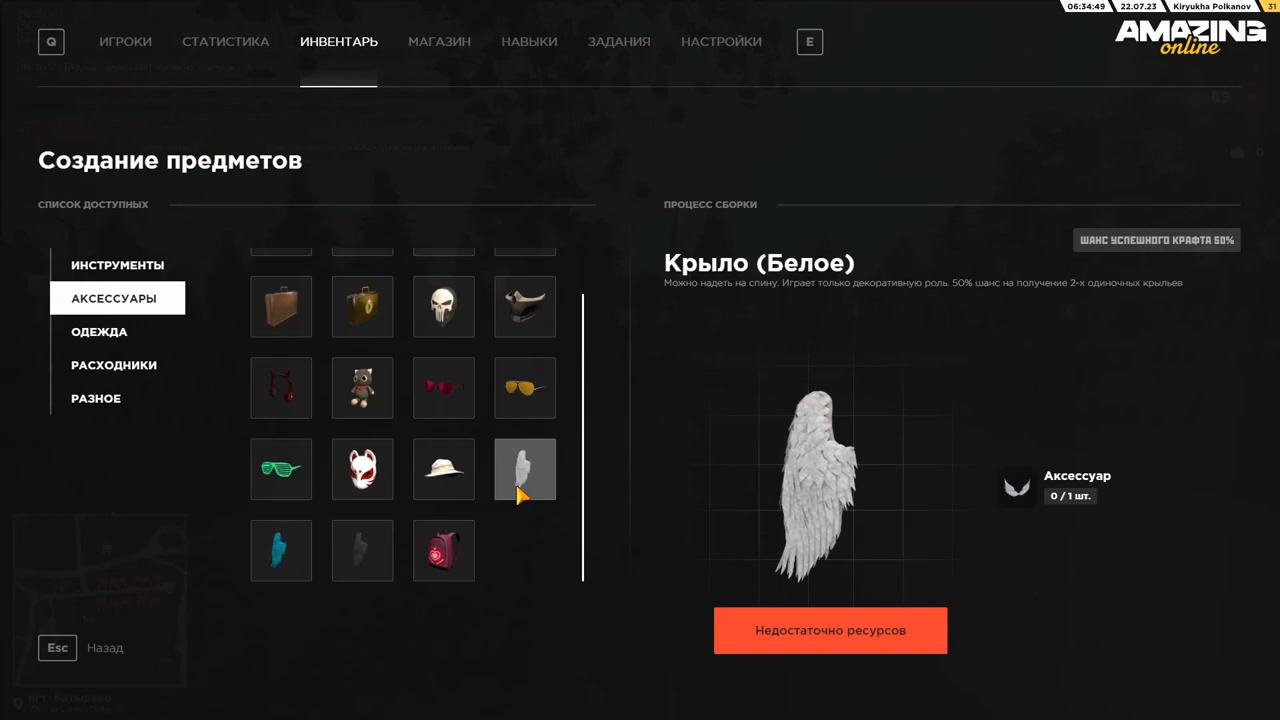 06:34:49 22.07.23 Kiryukha Polkanov 31
Q ИГРОКИ СТАТИСТИКА ИНВЕНТАРЬ МАГАЗИН НАВЫКИ ЗАДАНИЯ НАСТРОЙКИ E
AMAZING
online
Создание предметов
СПИСОК ДОСТУПНЫХ
ИНСТРУМЕНТЫ
АКСЕССУАРЫ
ОДЕЖДА
РАСХОДНИКИ
РАЗНОЕ
ПРОЦЕСС СБОРКИ
ШАНС УСПЕШНОГО КРАФТА 50%
Крыло (Белое)
Можно надеть на спину. Играет только декоративную роль. 50% шанс на получение 2-х одиночных крыльев
Аксессуар
0 / 1 шт.
Недостаточно ресурсов
Esc Назад
пгт. Батырево